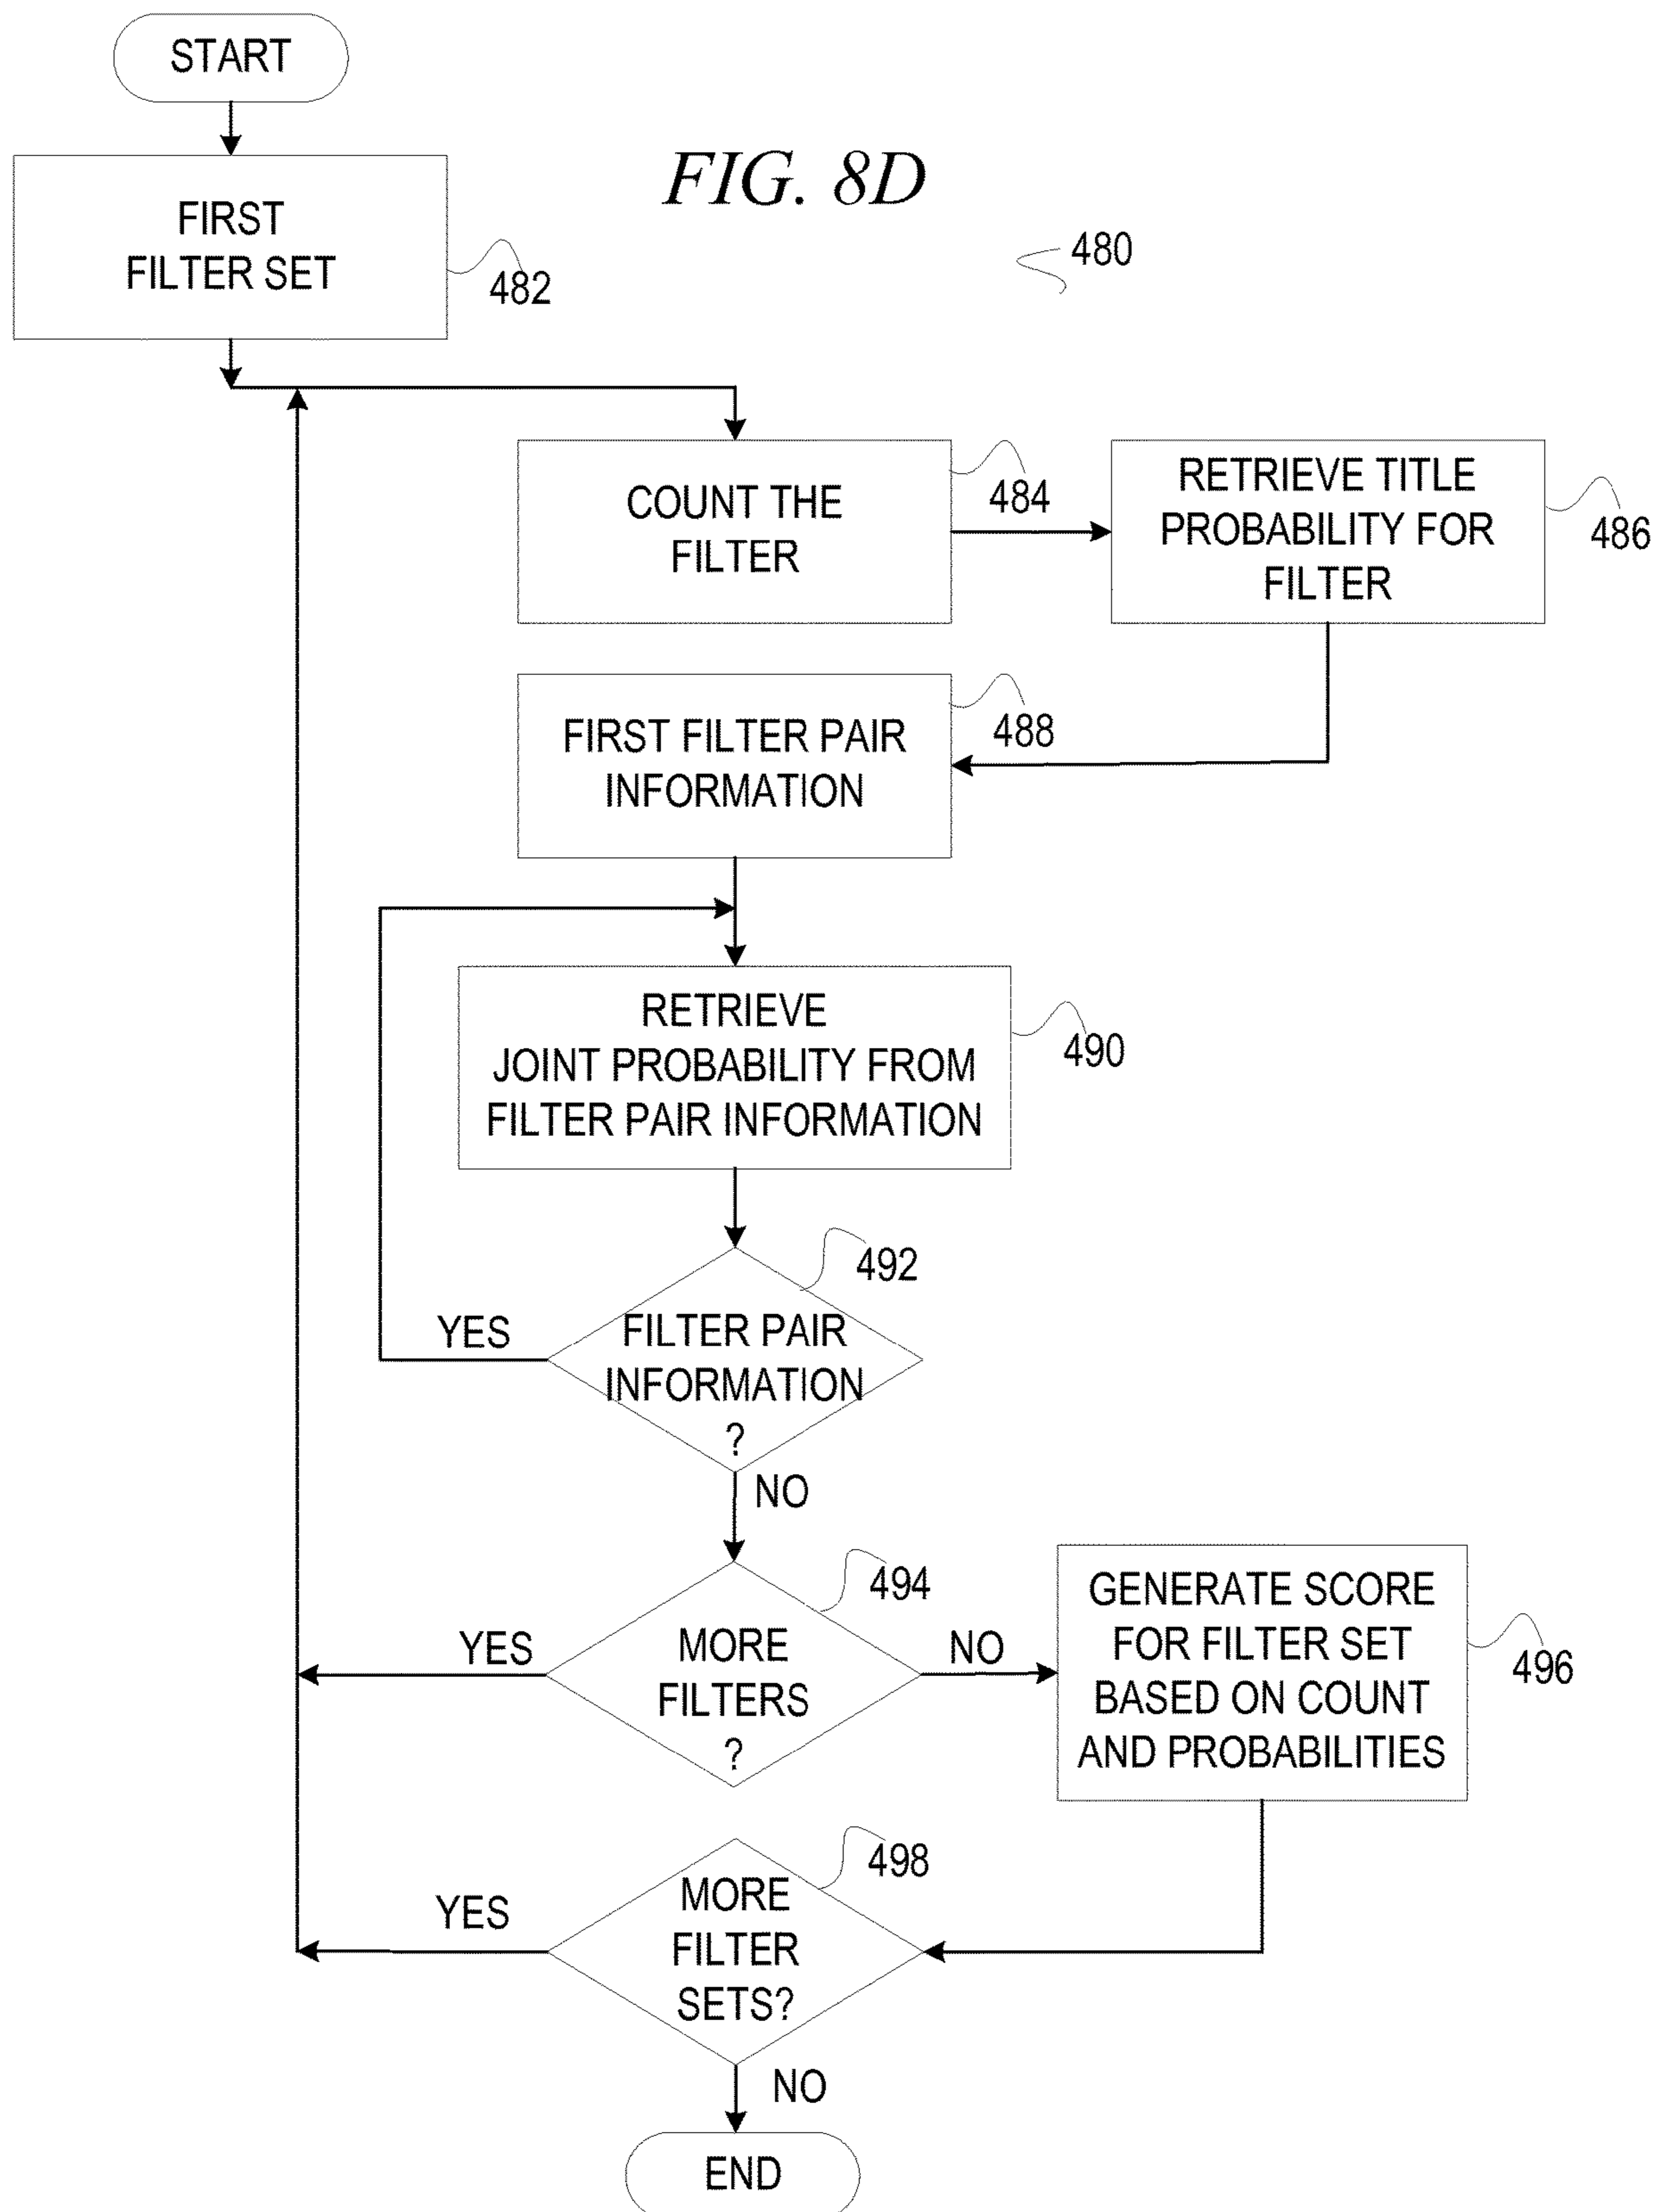 START
FIG. 8D
FIRST
FILTER SET
482
480
COUNT THE
FILTER
484
RETRIEVE TITLE
PROBABILITY FOR
FILTER
486
FIRST FILTER PAIR
INFORMATION
488
RETRIEVE
JOINT PROBABILITY FROM
FILTER PAIR INFORMATION
490
492
FILTER PAIR
INFORMATION
?
YES
NO
494
MORE
FILTERS
?
YES
NO
GENERATE SCORE
FOR FILTER SET
BASED ON COUNT
AND PROBABILITIES
496
498
MORE
FILTER
SETS?
YES
NO
END